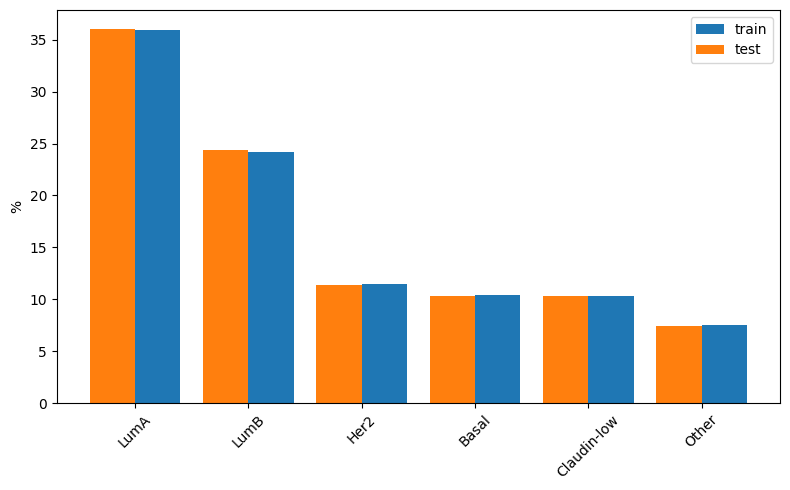 train
test
%
35
30
25
20
15
10
5
0
LumA
LumB
Her2
Basal
Claudin-low
Other